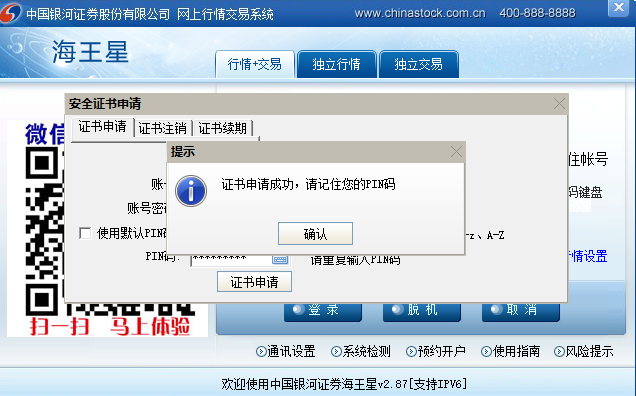 中国银河证券股份有限公司 网上行情交易系统 www.chinastock.com.cn 400-888-8888
海王星
行情+交易 独立行情 独立交易
安全证书申请
证书申请 证书注销 证书续期
微信
提示
证书申请成功，请记住您的PIN码
确认
住帐号
账
码键盘
账号密
使用默认PIN
-z、A-Z
PIN码: ********* 请重复输入PIN码
行情设置
证书申请
登录 脱机 取消
扫一扫 马上体验
通讯设置 系统检测 预约开户 使用指南 风险提示
欢迎使用中国银河证券海王星v2.87[支持IPV6]